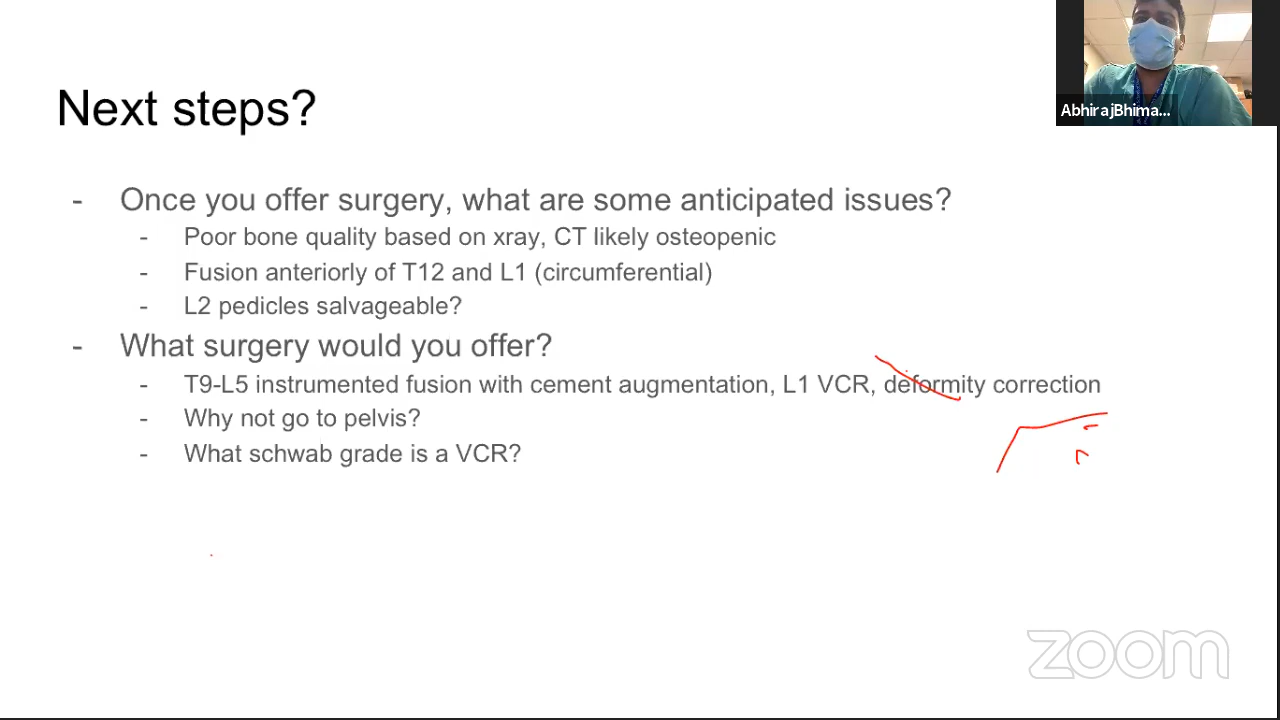 AbhirajBhima...
Next steps?
- Once you offer surgery, what are some anticipated issues?
- Poor bone quality based on xray, CT likely osteopenic
- Fusion anteriorly of T12 and L1 (circumferential)
- L2 pedicles salvageable?
- What surgery would you offer?
- T9-L5 instrumented fusion with cement augmentation, L1 VCR, deformity correction
- Why not go to pelvis?
- What schwab grade is a VCR?
zoom